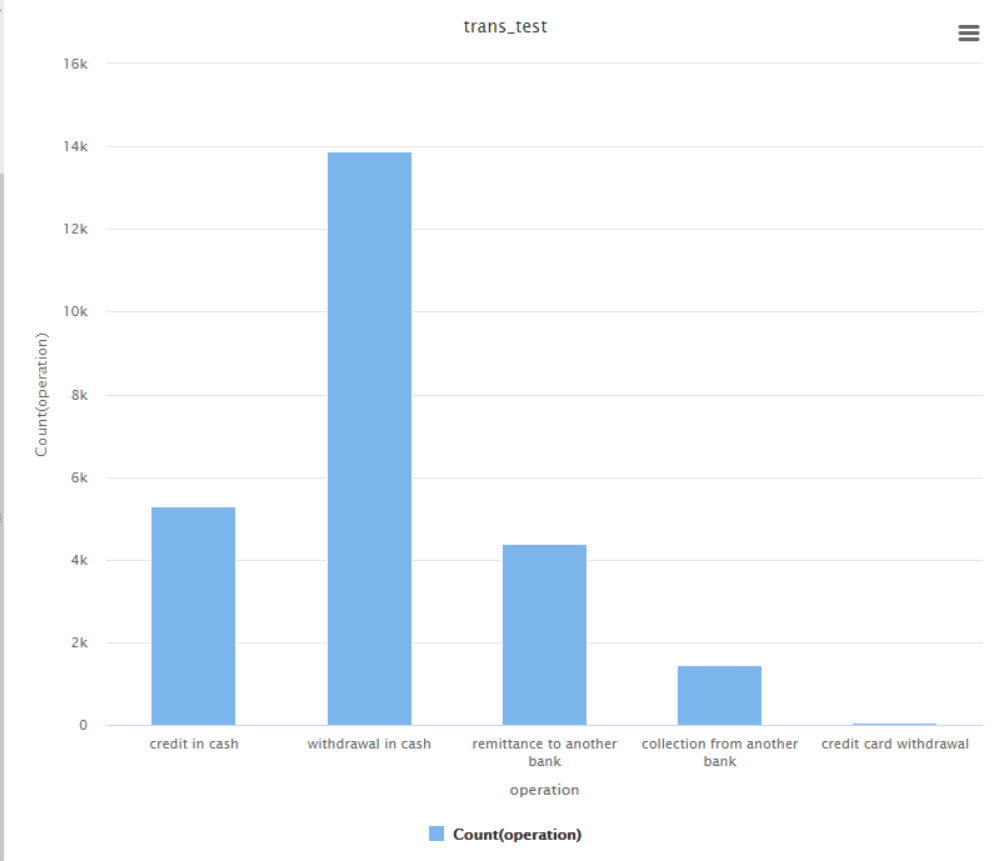 trans_test
16k
14k
12k
10k
8k
6k
4k
2k
0
Count(operation)
credit in cash
withdrawal in cash
remittance to another
bank
collection from another
bank
credit card withdrawal
operation
Count(operation)